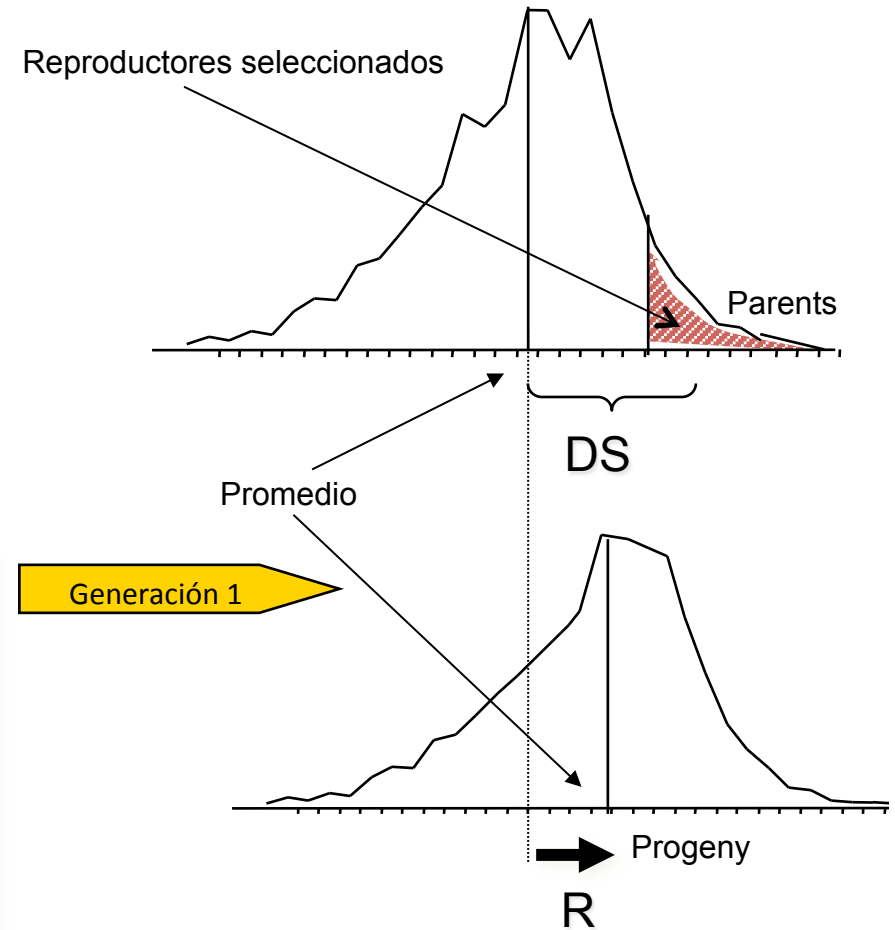 Reproductores seleccionados
Parents
DS
Promedio
Generación 1
Progeny
R